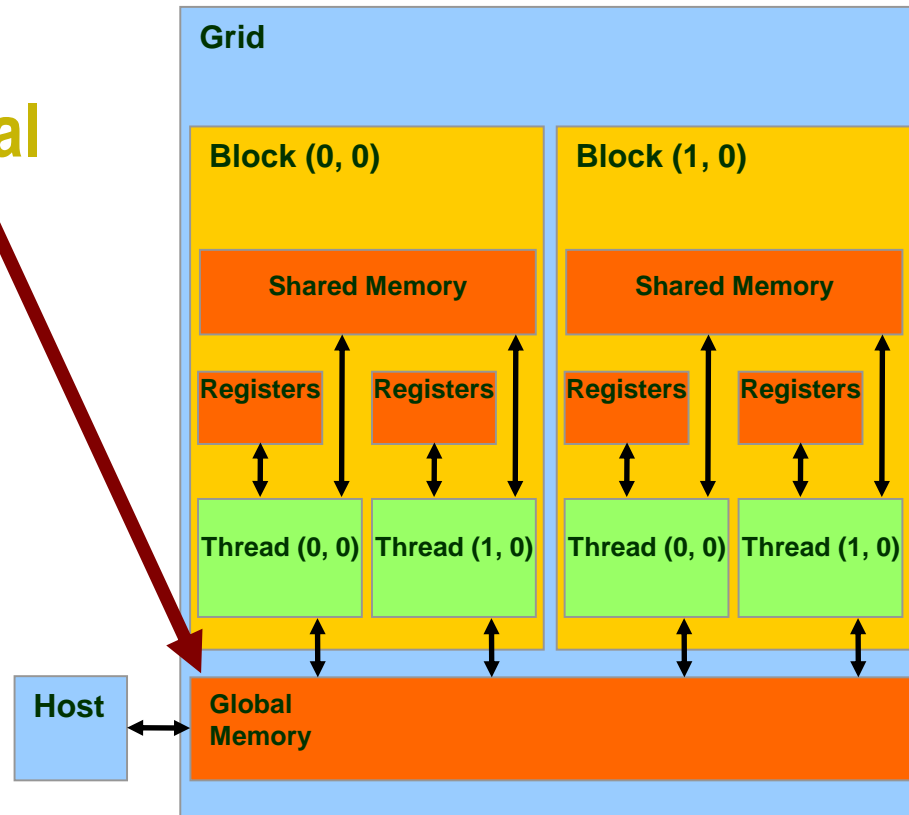 Grid
al
Block (0, 0)
Block (1, 0)
Shared Memory
Shared Memory
Registers
Registers
Registers
Registers
Thread (0, 0)
Thread (1, 0)
Thread (0, 0)
Thread (1, 0)
Host
Global
Memory